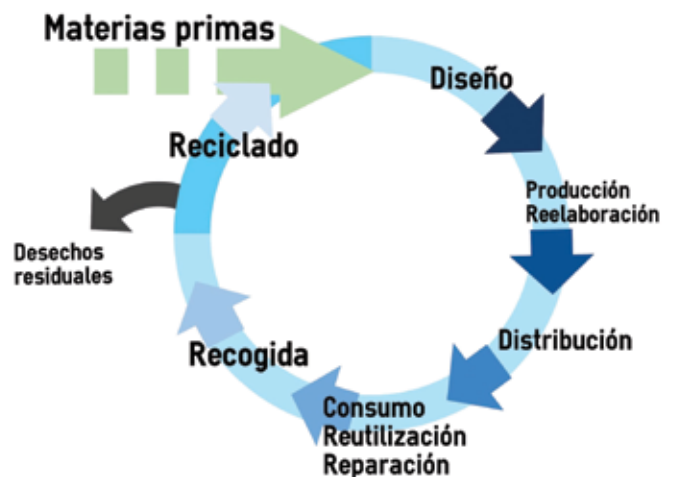 Materias primas
Diseño
Producción
Reelaboración
Distribución
Consumo
Reutilización
Reparación
Recogida
Reciclado
Desechos
residuales